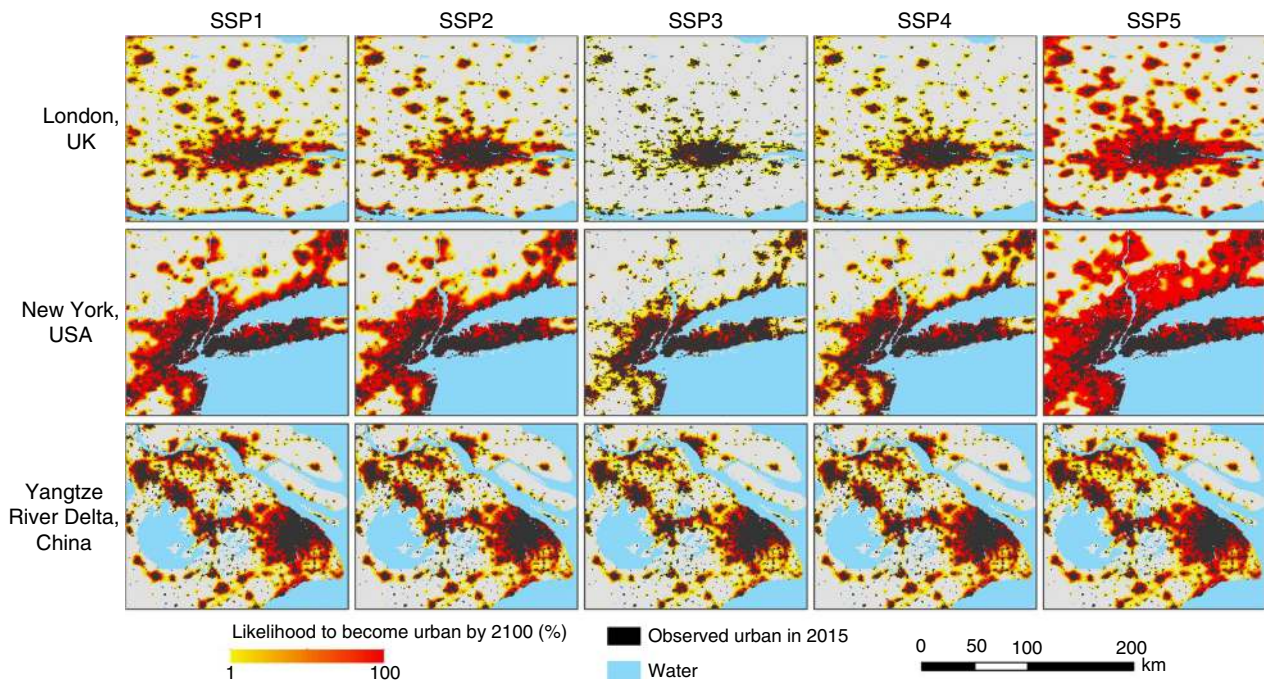 SSP1
SSP2
SSP3
SSP4
SSP5
London,
UK
New York,
USA
Yangtze
River Delta,
China
Likelihood to become urban by 2100 (%)
1
100
Observed urban in 2015
Water
0
50
100
200
km